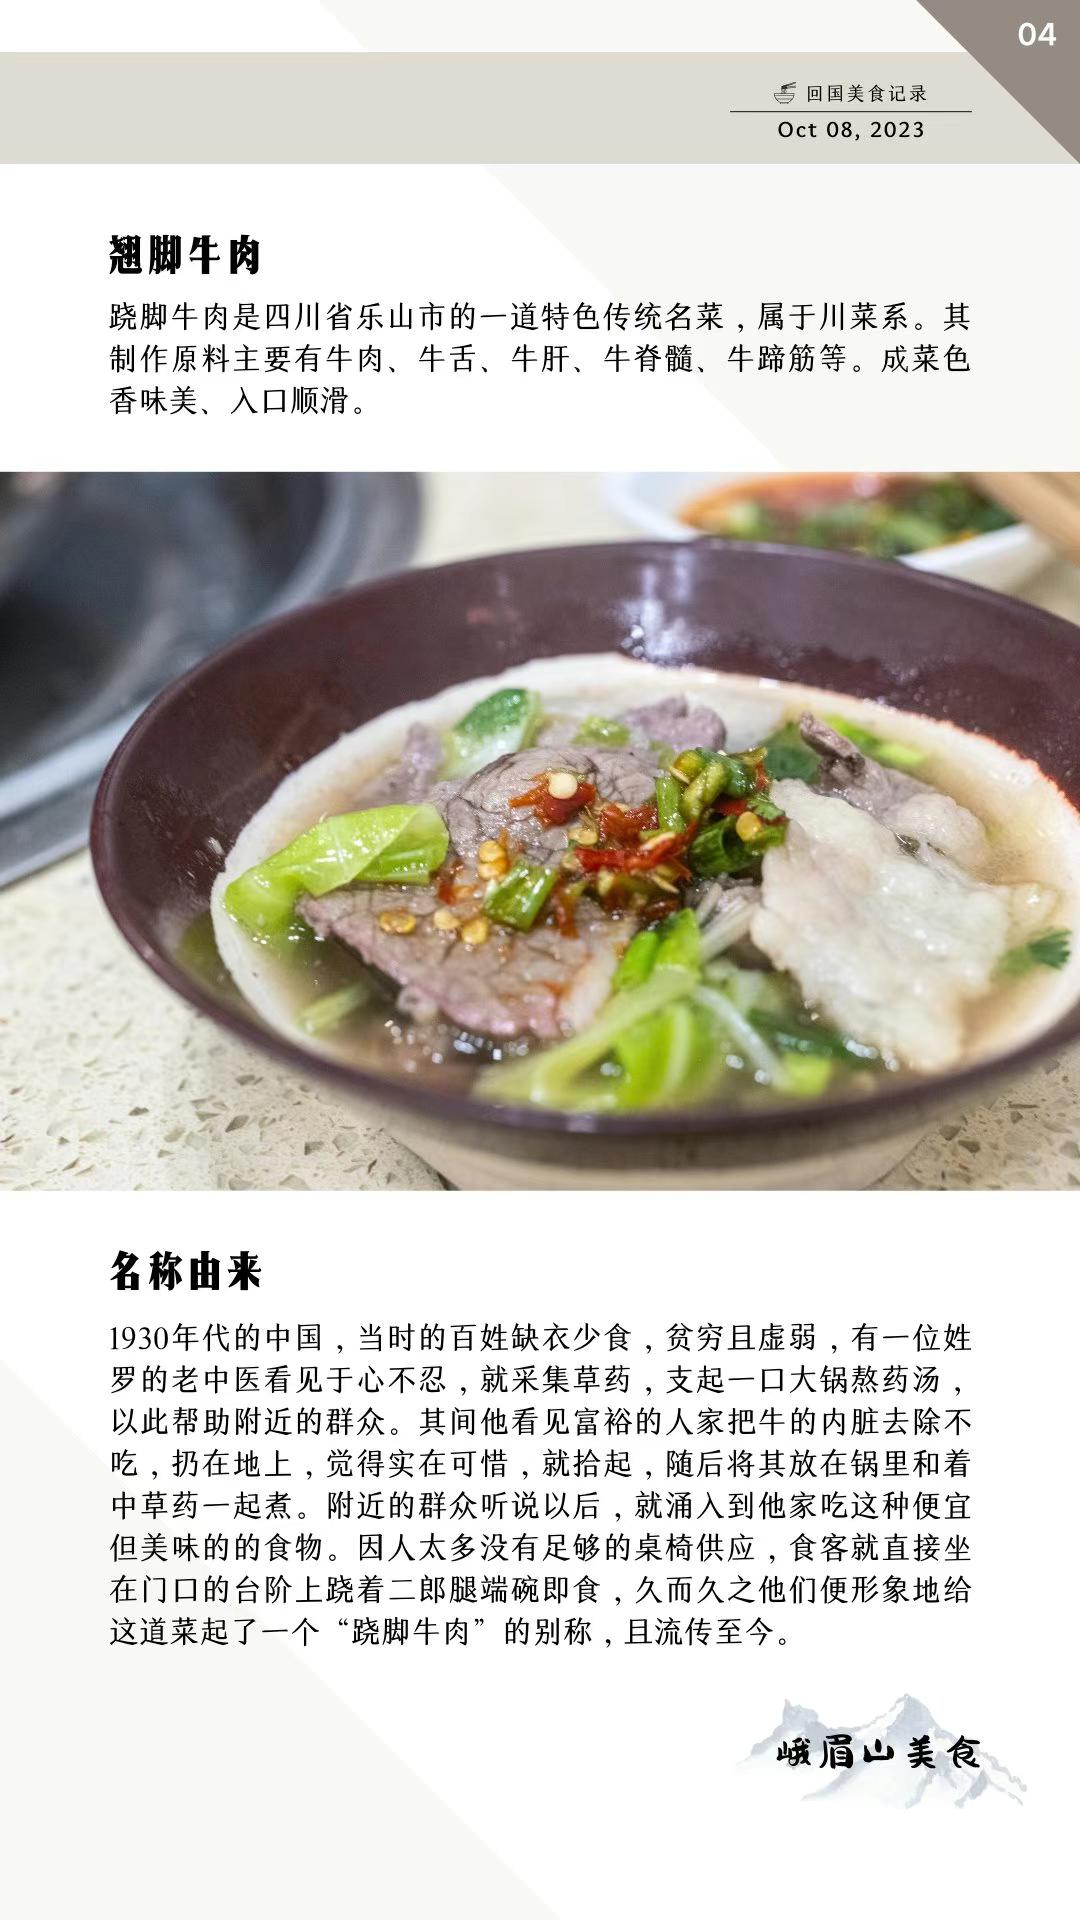 04
回国美食记录
Oct 08, 2023
翘脚牛肉
跷脚牛肉是四川省乐山市的一道特色传统名菜，属于川菜系。其
制作原料主要有牛肉、牛舌、牛肝、牛脊髓、牛蹄筋等。成菜色
香味美、入口顺滑。
名称由来
1930年代的中国，当时的百姓缺衣少食，贫穷且虚弱，有一位姓
罗的老中医看见于心不忍，就采集草药，支起一口大锅熬药汤，
以此帮助附近的群众。其间他看见富裕的人家把牛的内脏去除不
吃，扔在地上，觉得实在可惜，就拾起，随后将其放在锅里和着
中草药一起煮。附近的群众听说以后，就涌入到他家吃这种便宜
但美味的的食物。因人太多没有足够的桌椅供应，食客就直接坐
在门口的台阶上跷着二郎腿端碗即食，久而久之他们便形象地给
这道菜起了一个“跷脚牛肉”的别称，且流传至今。
峨眉山美食